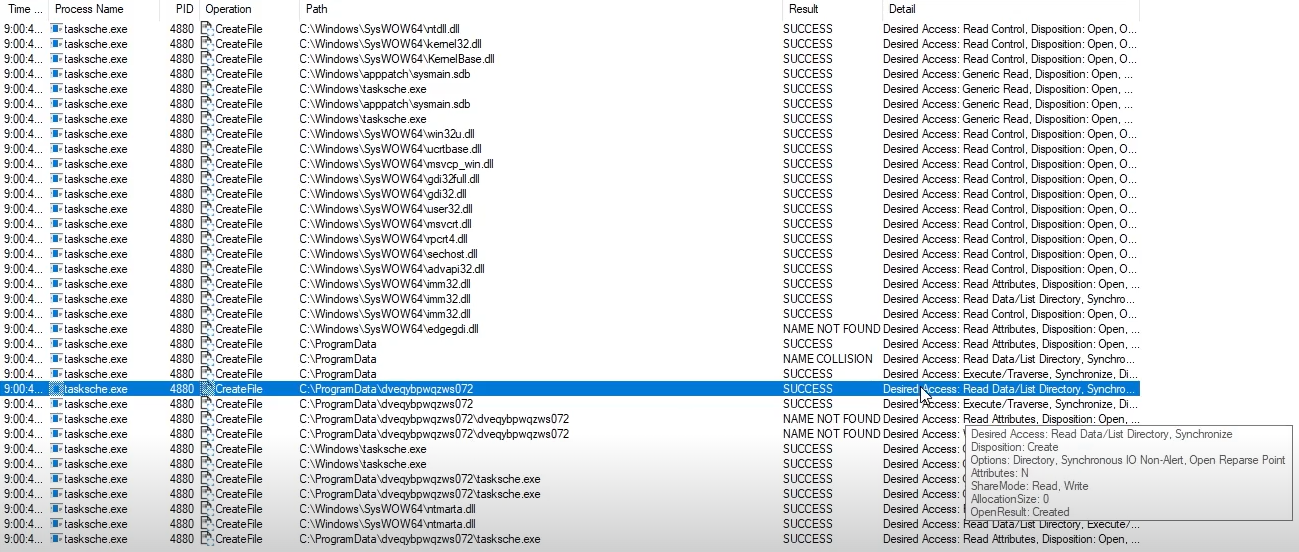 Time ... Process Name PID Operation Path Result Detail
9:00:4... tasksche.exe 4880 CreateFile C:\Windows\SysWOW64\ntdll.dll SUCCESS Desired Access: Read Control, Disposition: Open, O...
9:00:4... tasksche.exe 4880 CreateFile C:\Windows\SysWOW64\kernel32.dll SUCCESS Desired Access: Read Control, Disposition: Open, O...
9:00:4... tasksche.exe 4880 CreateFile C:\Windows\SysWOW64\KernelBase.dll SUCCESS Desired Access: Read Control, Disposition: Open, O...
9:00:4... tasksche.exe 4880 CreateFile C:\Windows\apppatch\sysmain.sdb SUCCESS Desired Access: Generic Read, Disposition: Open, ...
9:00:4... tasksche.exe 4880 CreateFile C:\Windows\tasksche.exe SUCCESS Desired Access: Generic Read, Disposition: Open, ...
9:00:4... tasksche.exe 4880 CreateFile C:\Windows\apppatch\sysmain.sdb SUCCESS Desired Access: Generic Read, Disposition: Open, ...
9:00:4... tasksche.exe 4880 CreateFile C:\Windows\tasksche.exe SUCCESS Desired Access: Generic Read, Disposition: Open, ...
9:00:4... tasksche.exe 4880 CreateFile C:\Windows\SysWOW64\win32u.dll SUCCESS Desired Access: Read Control, Disposition: Open, O...
9:00:4... tasksche.exe 4880 CreateFile C:\Windows\SysWOW64\ucrtbase.dll SUCCESS Desired Access: Read Control, Disposition: Open, O...
9:00:4... tasksche.exe 4880 CreateFile C:\Windows\SysWOW64\msvcp_win.dll SUCCESS Desired Access: Read Control, Disposition: Open, O...
9:00:4... tasksche.exe 4880 CreateFile C:\Windows\SysWOW64\gdi32full.dll SUCCESS Desired Access: Read Control, Disposition: Open, O...
9:00:4... tasksche.exe 4880 CreateFile C:\Windows\SysWOW64\gdi32.dll SUCCESS Desired Access: Read Control, Disposition: Open, O...
9:00:4... tasksche.exe 4880 CreateFile C:\Windows\SysWOW64\user32.dll SUCCESS Desired Access: Read Control, Disposition: Open, O...
9:00:4... tasksche.exe 4880 CreateFile C:\Windows\SysWOW64\msvcrt.dll SUCCESS Desired Access: Read Control, Disposition: Open, O...
9:00:4... tasksche.exe 4880 CreateFile C:\Windows\SysWOW64\rpcrt4.dll SUCCESS Desired Access: Read Control, Disposition: Open, O...
9:00:4... tasksche.exe 4880 CreateFile C:\Windows\SysWOW64\sechost.dll SUCCESS Desired Access: Read Control, Disposition: Open, O...
9:00:4... tasksche.exe 4880 CreateFile C:\Windows\SysWOW64\advapi32.dll SUCCESS Desired Access: Read Control, Disposition: Open, O...
9:00:4... tasksche.exe 4880 CreateFile C:\Windows\SysWOW64\imm32.dll SUCCESS Desired Access: Read Attributes, Disposition: Open, ...
9:00:4... tasksche.exe 4880 CreateFile C:\Windows\SysWOW64\imm32.dll SUCCESS Desired Access: Read Data/List Directory, Synchro...
9:00:4... tasksche.exe 4880 CreateFile C:\Windows\SysWOW64\imm32.dll SUCCESS Desired Access: Read Control, Disposition: Open, O...
9:00:4... tasksche.exe 4880 CreateFile C:\Windows\SysWOW64\edgegdi.dll NAME NOT FOUND Desired Access: Read Attributes, Disposition: Open, ...
9:00:4... tasksche.exe 4880 CreateFile C:\ProgramData SUCCESS Desired Access: Read Attributes, Disposition: Open, ...
9:00:4... tasksche.exe 4880 CreateFile C:\ProgramData NAME COLLISION Desired Access: Read Data/List Directory, Synchro...
9:00:4... tasksche.exe 4880 CreateFile C:\ProgramData SUCCESS Desired Access: Execute/Traverse, Synchronize, Di...
9:00:4... tasksche.exe 4880 CreateFile C:\ProgramData\dveqybpwqzws072 SUCCESS Desired Access: Read Data/List Directory, Synchro...
9:00:4... tasksche.exe 4880 CreateFile C:\ProgramData\dveqybpwqzws072 SUCCESS Desired Access: Execute/Traverse, Synchronize, Di...
9:00:4... tasksche.exe 4880 CreateFile C:\ProgramData\dveqybpwqzws072\dveqybpwqzws072 NAME NOT FOUND Desired Access: Read Attributes, Disposition: Open, ...
9:00:4... tasksche.exe 4880 CreateFile C:\ProgramData\dveqybpwqzws072\dveqybpwqzws072 NAME NOT FOUND Desired Access:
Desired Access: Read Data/List Directory, Synchronize
Disposition: Create
9:00:4... tasksche.exe 4880 CreateFile C:\Windows\tasksche.exe SUCCESS Desired Access:
Options: Directory, Synchronous IO Non-Alert, Open Reparse Point
9:00:4... tasksche.exe 4880 CreateFile C:\Windows\tasksche.exe SUCCESS Desired Access:
Attributes: N
9:00:4... tasksche.exe 4880 CreateFile C:\ProgramData\dveqybpwqzws072\tasksche.exe SUCCESS Desired Access:
ShareMode: Read, Write
9:00:4... tasksche.exe 4880 CreateFile C:\ProgramData\dveqybpwqzws072\tasksche.exe SUCCESS Desired Access:
AllocationSize: 0
9:00:4... tasksche.exe 4880 CreateFile C:\Windows\SysWOW64\ntmarta.dll SUCCESS Desired Access:
OpenResult: Created
9:00:4... tasksche.exe 4880 CreateFile C:\Windows\SysWOW64\ntmarta.dll SUCCESS Desired Access: Read Data/List Directory, Execute/...
9:00:4... tasksche.exe 4880 CreateFile C:\ProgramData\dveqybpwqzws072\tasksche.exe SUCCESS Desired Access: Read Attributes, Disposition: Open, ...